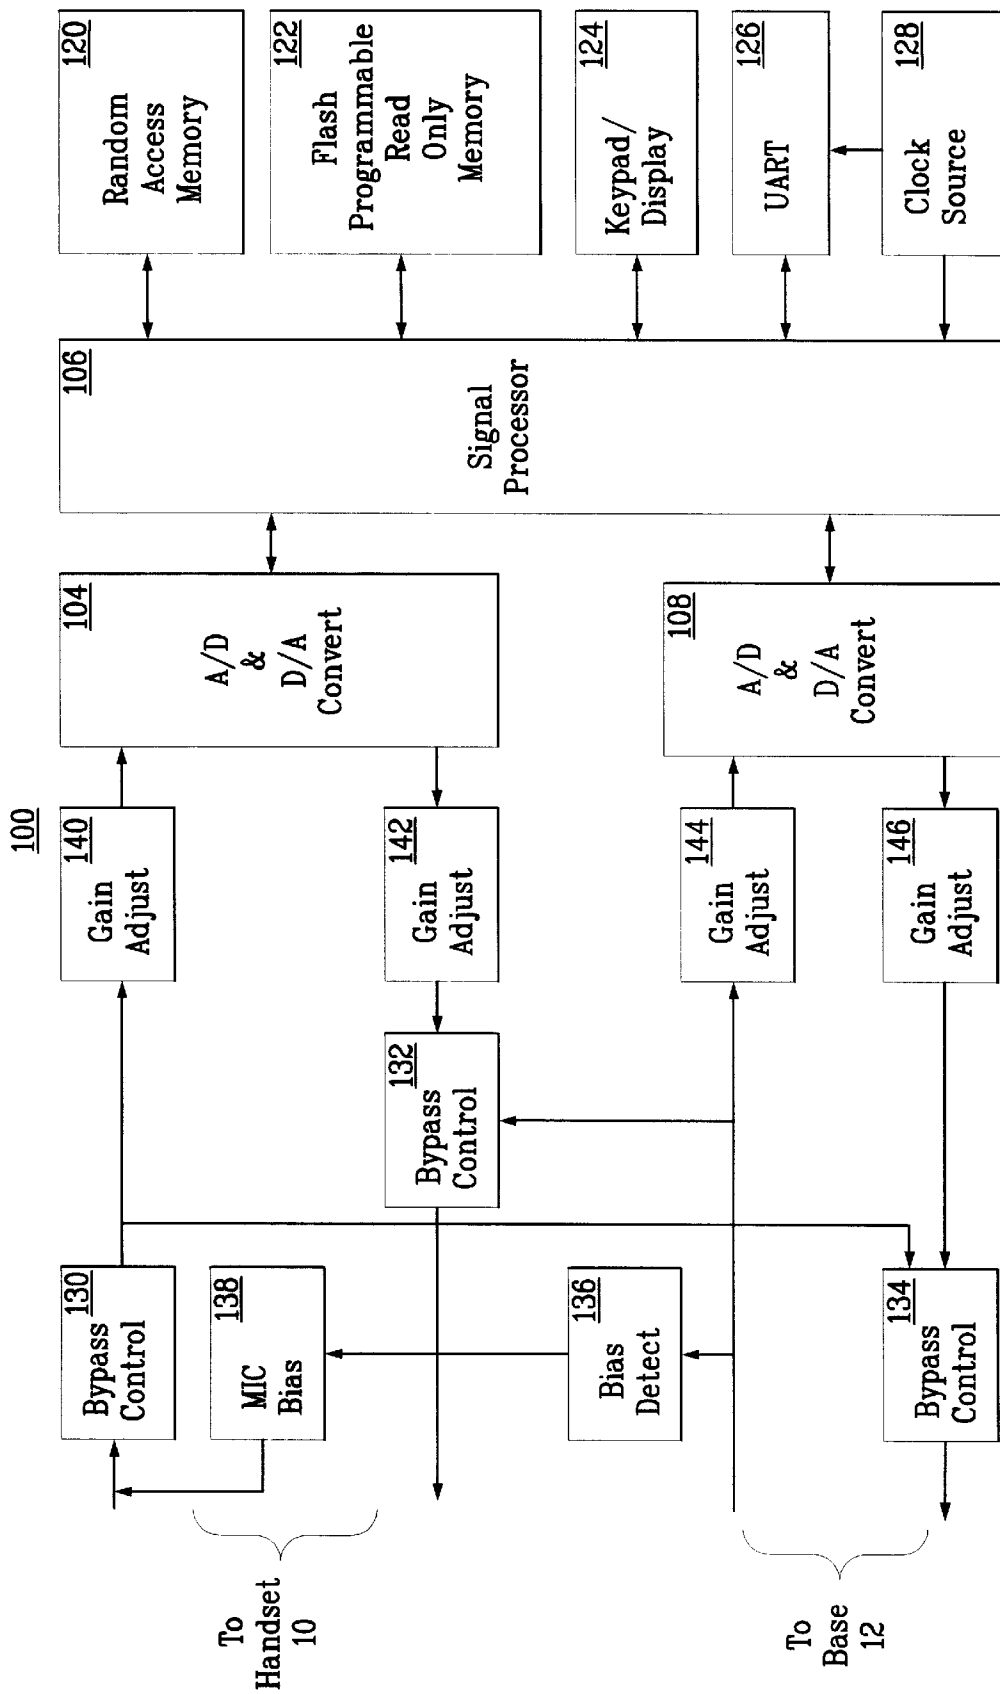 100
130
Bypass
Control
140
Gain
Adjust
104
A/D
&
D/A
Convert
106
Signal
Processor
120
Random
Access
Memory
122
Flash
Programmable
Read
Only
Memory
124
Keypad/
Display
126
UART
128
Clock
Source
138
MIC
Bias
132
Bypass
Control
142
Gain
Adjust
To
Handset
10
136
Bias
Detect
144
Gain
Adjust
108
A/D
&
D/A
Convert
134
Bypass
Control
146
Gain
Adjust
To
Base
12